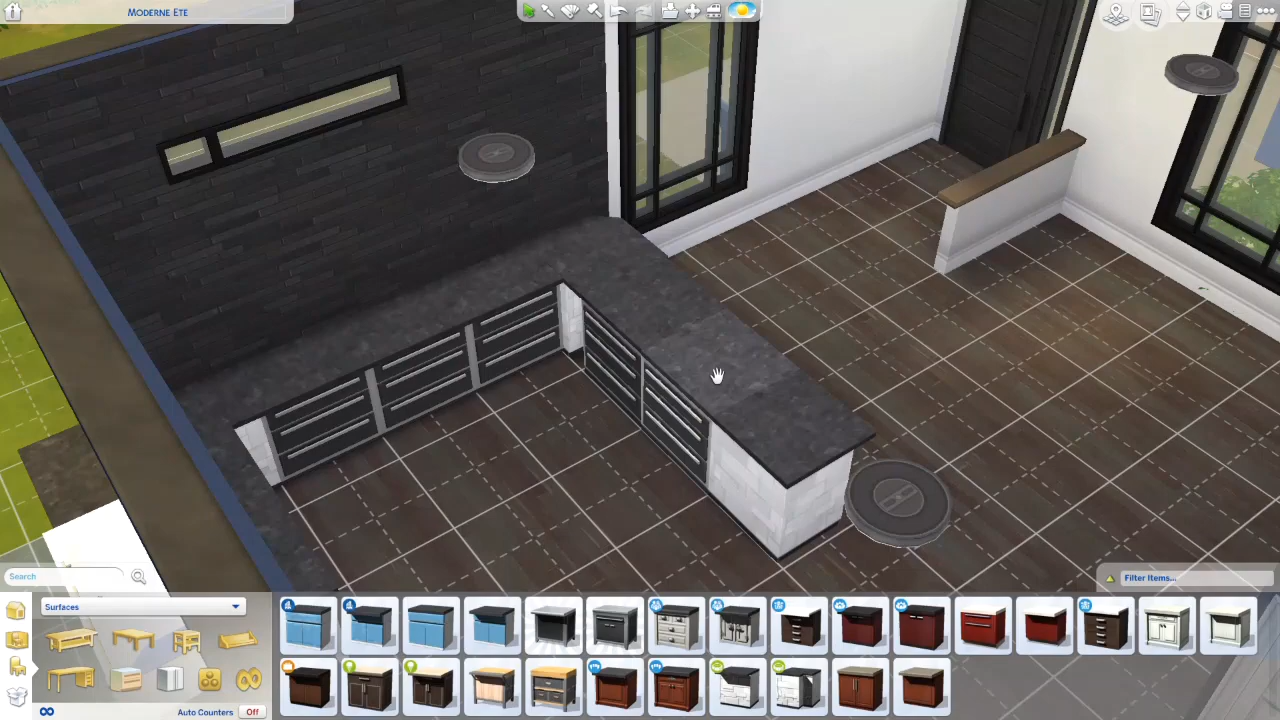 MODERNE ETE
Search
Filter Items...
Surfaces
Auto Counters
Off